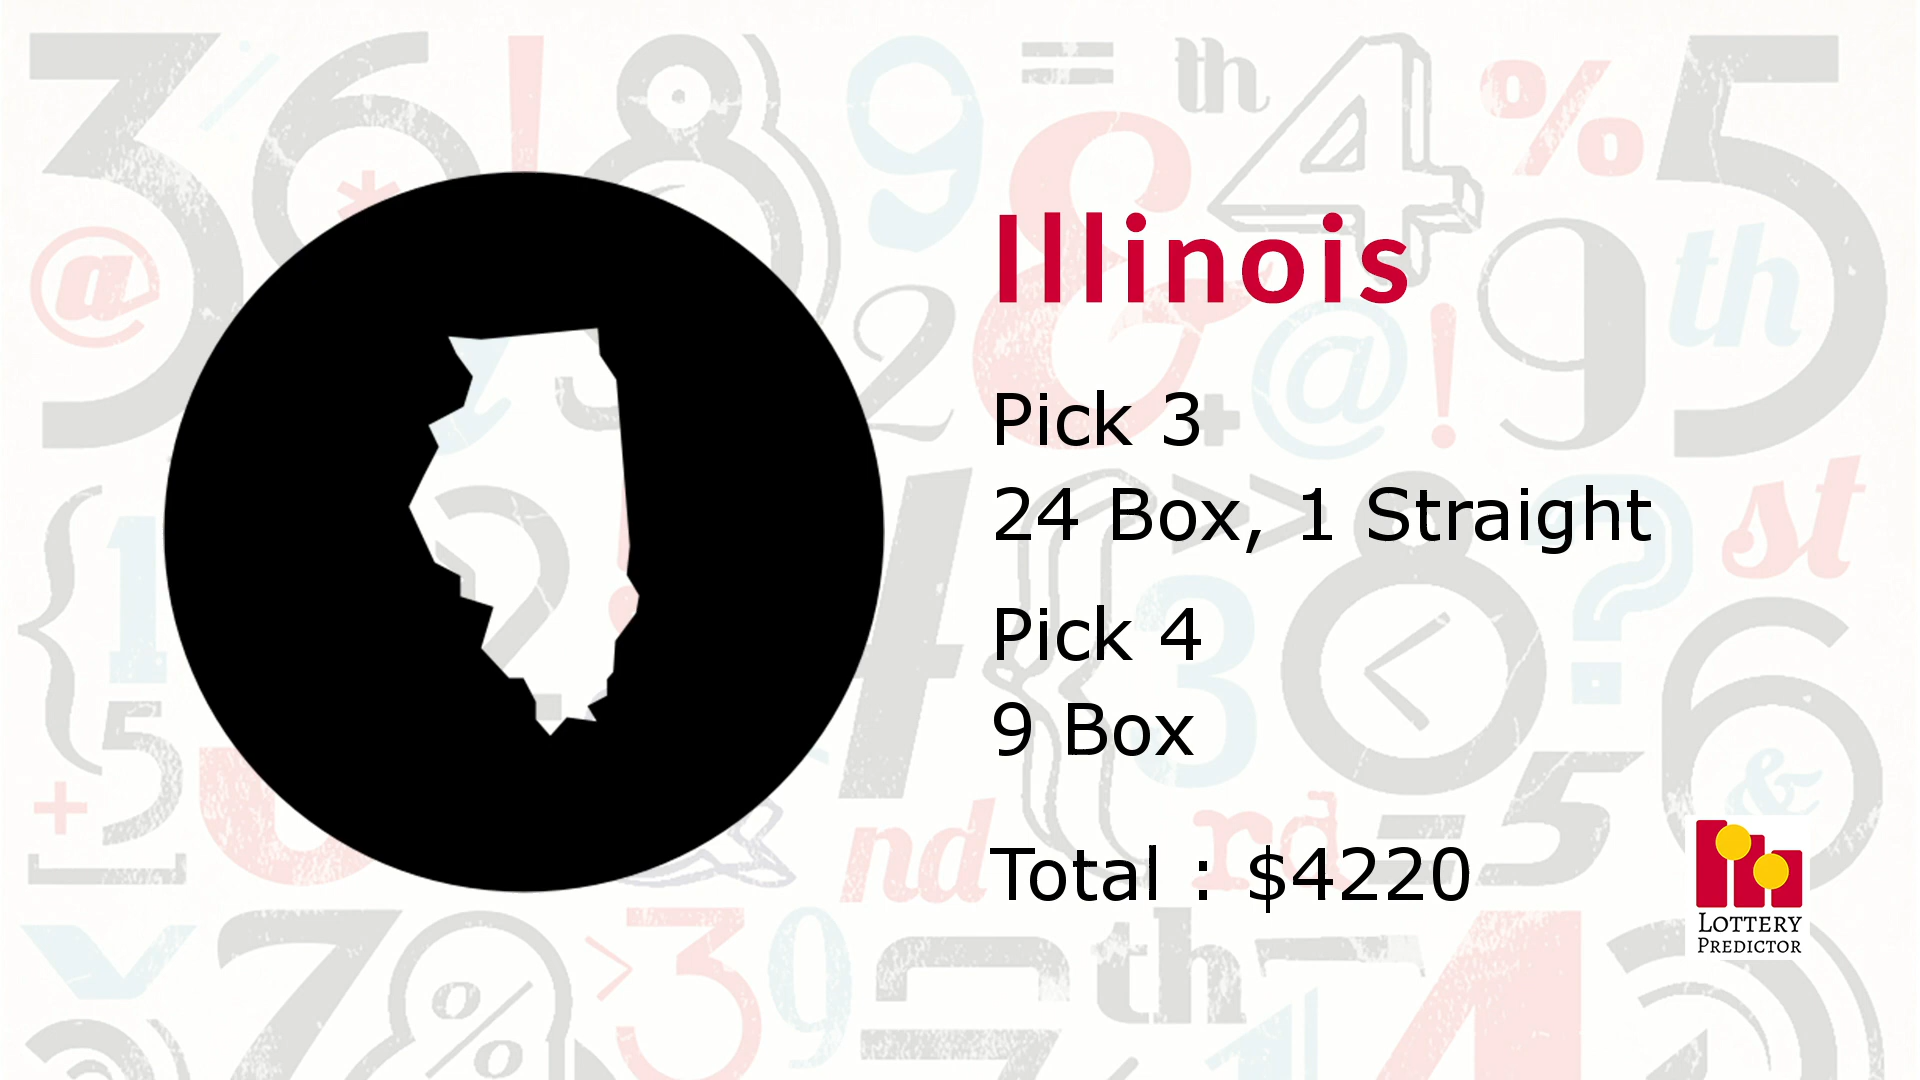 Illinois
Pick 3
24 Box, 1 Straight
Pick 4
9 Box
Total : $4220
LOTTERY
PREDICTOR